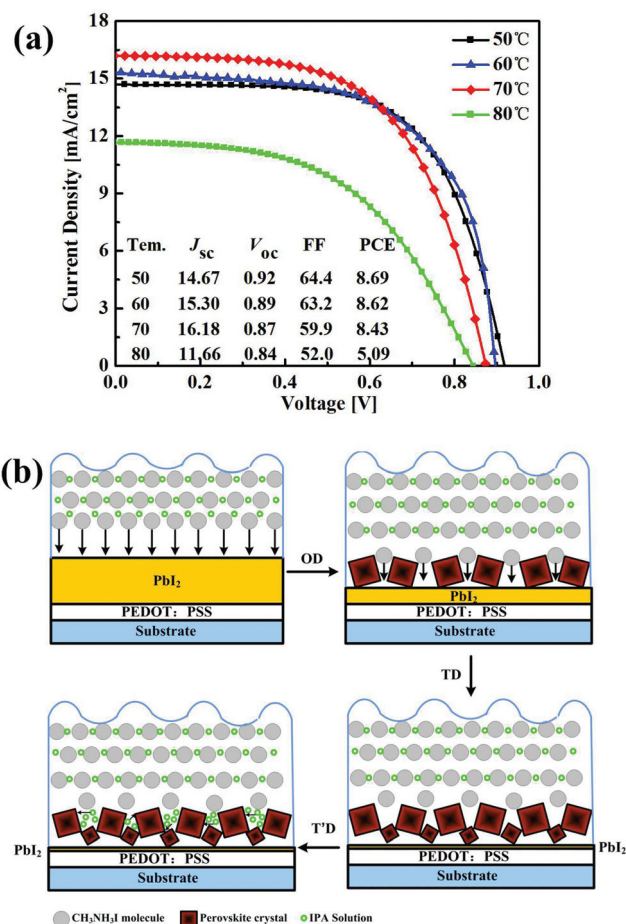 (a)
18
15
12
9
6
3
0
Current Density [mA/cm²]
50℃
60℃
70℃
80℃
Tem. Jsc Voc FF PCE
50 14.67 0.92 64.4 8.69
60 15.30 0.89 63.2 8.62
70 16.18 0.87 59.9 8.43
80 11.66 0.84 52.0 5.09
0.0 0.2 0.4 0.6 0.8 1.0
Voltage [V]
(b)
PbI₂
PEDOT: PSS
Substrate
OD
PbI₂
PEDOT: PSS
Substrate
TD
PbI₂
PEDOT: PSS
Substrate
T'D
PbI₂
PEDOT: PSS
Substrate
CH₃NH₃I molecule Perovskite crystal IPA Solution